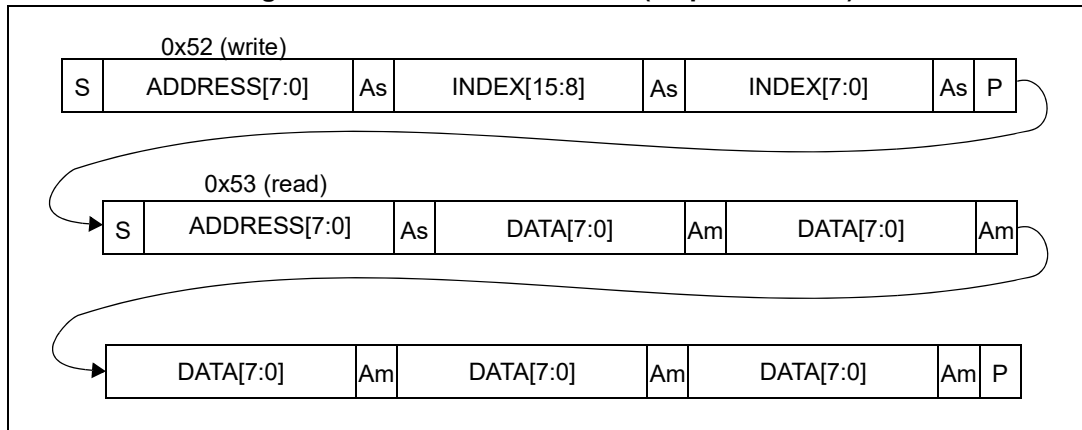 0x52 (write)
S ADDRESS[7:0] As INDEX[15:8] As INDEX[7:0] As P
0x53 (read)
S ADDRESS[7:0] As DATA[7:0] Am DATA[7:0] Am
DATA[7:0] Am DATA[7:0] Am DATA[7:0] Am P